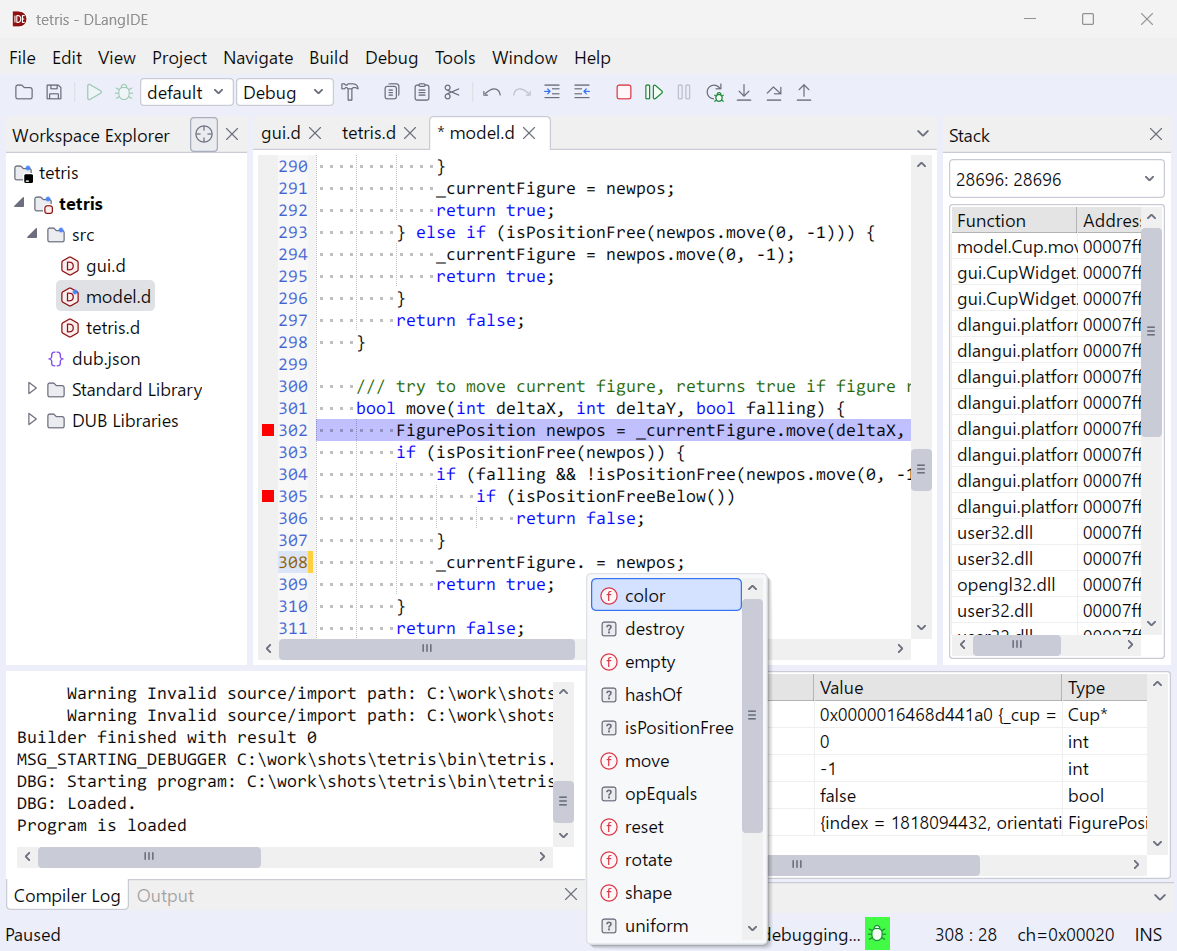 tetris - DLangIDE
File Edit View Project Navigate Build Debug Tools Window Help
default Debug
Workspace Explorer
tetris
tetris
src
gui.d
model.d
tetris.d
dub.json
Standard Library
DUB Libraries
gui.d tetris.d * model.d
290 }
291 _currentFigure = newpos;
292 return true;
293 } else if (isPositionFree(newpos.move(0, -1))) {
294 _currentFigure = newpos.move(0, -1);
295 return true;
296 }
297 return false;
298 }
299
300 /// try to move current figure, returns true if figure r
301 bool move(int deltaX, int deltaY, bool falling) {
302 FigurePosition newpos = _currentFigure.move(deltaX,
303 if (isPositionFree(newpos)) {
304 if (falling && !isPositionFree(newpos.move(0, -1
305 if (isPositionFreeBelow())
306 return false;
307 }
308 _currentFigure. = newpos;
309 return true;
310 }
311 return false;
color
destroy
empty
hashOf
isPositionFree
move
opEquals
reset
rotate
shape
uniform
Stack
28696: 28696
Function Addres
model.Cup.mov 00007ff
gui.CupWidget. 00007ff
gui.CupWidget. 00007ff
dlangui.platforr 00007ff
dlangui.platforr 00007ff
dlangui.platforr 00007ff
dlangui.platforr 00007ff
dlangui.platforr 00007ff
dlangui.platforr 00007ff
dlangui.platforr 00007ff
dlangui.platforr 00007ff
user32.dll 00007ff
user32.dll 00007ff
opengl32.dll 00007ff
user32.dll 00007ff
user32.dll 00007ff
Warning Invalid source/import path: C:\work\shots
Warning Invalid source/import path: C:\work\shots
Builder finished with result 0
MSG_STARTING_DEBUGGER C:\work\shots\tetris\bin\tetris.
DBG: Starting program: C:\work\shots\tetris\bin\tetris
DBG: Loaded.
Program is loaded
Compiler Log Output
Value Type
0x0000016468d441a0 {_cup = Cup*
0 int
-1 int
false bool
{index = 1818094432, orientati FigurePosi
Paused
debugging... 308 : 28 ch=0x00020 INS